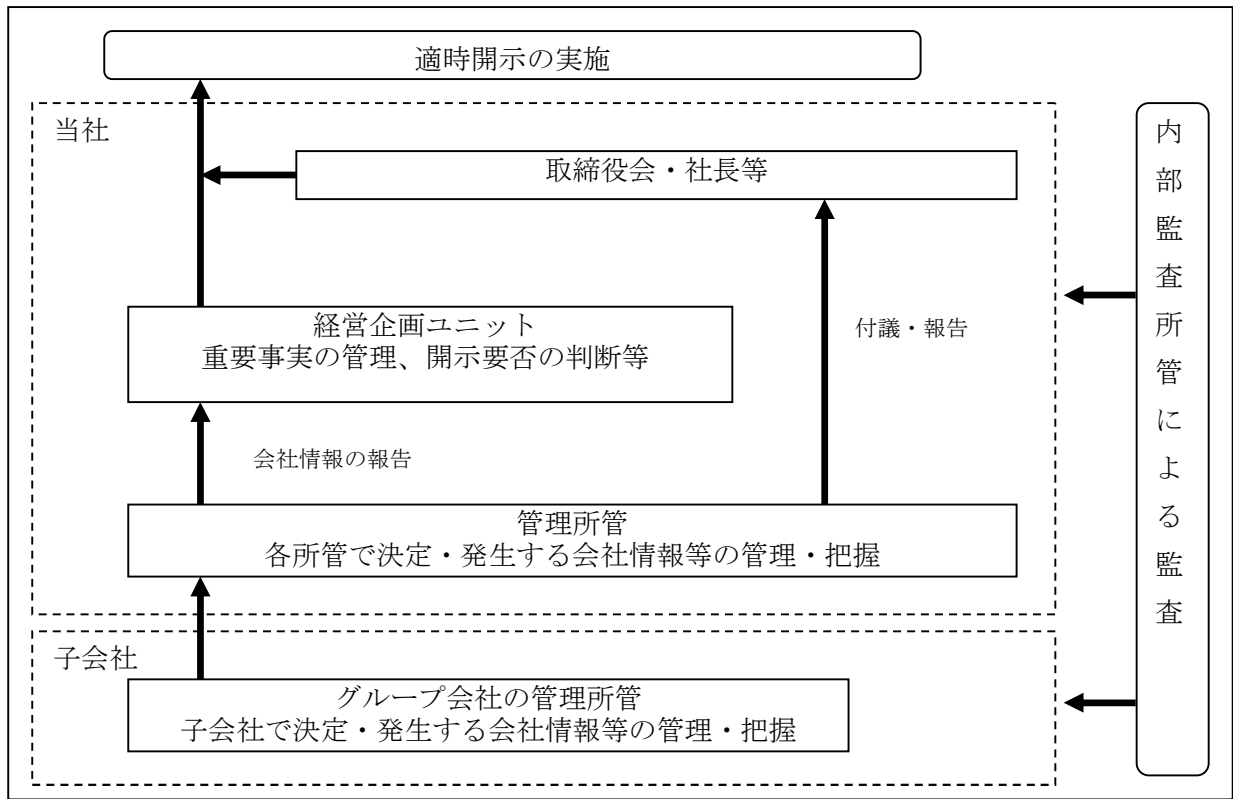 適時開示の実施
当社
取締役会・社長等
経営企画ユニット
重要事実の管理、開示要否の判断等
付議・報告
会社情報の報告
管理所管
各所管で決定・発生する会社情報等の管理・把握
子会社
グループ会社の管理所管
子会社で決定・発生する会社情報等の管理・把握
内部監査所管による監査